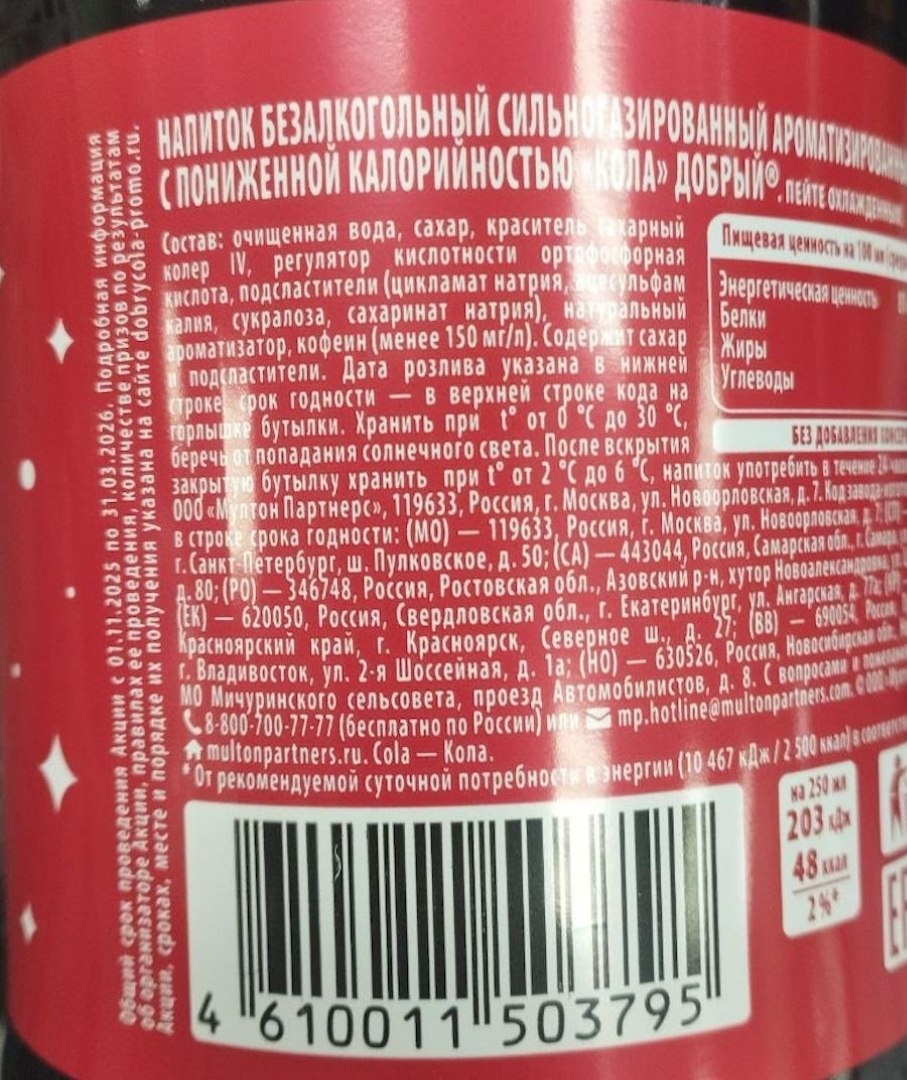 НАПИТОК БЕЗАЛКОГОЛЬНЫЙ СИЛЬНОГАЗИРОВАННЫЙ
С ПОНИЖЕННОЙ КАЛОРИЙНОСТЬЮ «КОЛА» ДОБРЫЙ®. ПЕЙТЕ
Состав: очищенная вода, сахар, краситель сахарный
колер IV, регулятор кислотности ортофосфорная
кислота, подсластители (цикламат натрия, ацесульфам
калия, сукралоза, сахаринат натрия), натуральный
ароматизатор, кофеин (менее 150 мг/л). Содержит сахар
и подсластители. Дата розлива указана в нижней
строке, срок годности — в верхней строке кода на
горлышке бутылки. Хранить при t° от 0 °C до 30 °C,
беречь от попадания солнечного света. После вскрытия
закрытую бутылку хранить при t° от 2 °C до 6 °C, напиток употребить в течение 24
ООО «Мултон Партнерс», 119633, Россия, г. Москва, ул. Новоорловская, д. 7. Код
в строке срока годности: (МО) — 119633, Россия, г. Москва, ул. Новоорловская, д. 7;
г. Санкт-Петербург, ш. Пулковское, д. 50; (СА) — 443044, Россия, Самарская обл., г. Самара,
д. 80; (РО) — 346748, Россия, Ростовская обл., Азовский р-н, хутор Новоалександровка,
(ЕК) — 620050, Россия, Свердловская обл., г. Екатеринбург, ул. Ангарская, д. 77а,
Красноярский край, г. Красноярск, Северное ш., д. 27; (ВВ) — 690054, Россия,
г. Владивосток, ул. 2-я Шоссейная, д. 1а; (НО) — 630526, Россия, Новосибирская обл.,
МО Мичуринского сельсовета, проезд Автомобилистов, д. 8. С вопросами и
8-800-700-77-77 (бесплатно по России) или mp.hotline@multonpartners.com.
multonpartners.ru. Cola — Кола.
*От рекомендуемой суточной потребности в энергии (10 467 кДж / 2 500 ккал) в
Пищевая ценность на 100 мл
Энергетическая ценность
Белки
Жиры
Углеводы
БЕЗ ДОБАВЛЕНИЯ
на 250 мл
203 кДж
48 ккал
2%*
4 610011 503795
Общий срок проведения Акции с 01.11.2025 по 31.03.2026. Подробная информация
об организаторе Акции, правилах ее проведения, количестве призов по результатам
Акции, сроках, месте и порядке их получения указана на сайте dobrycola-promo.ru.